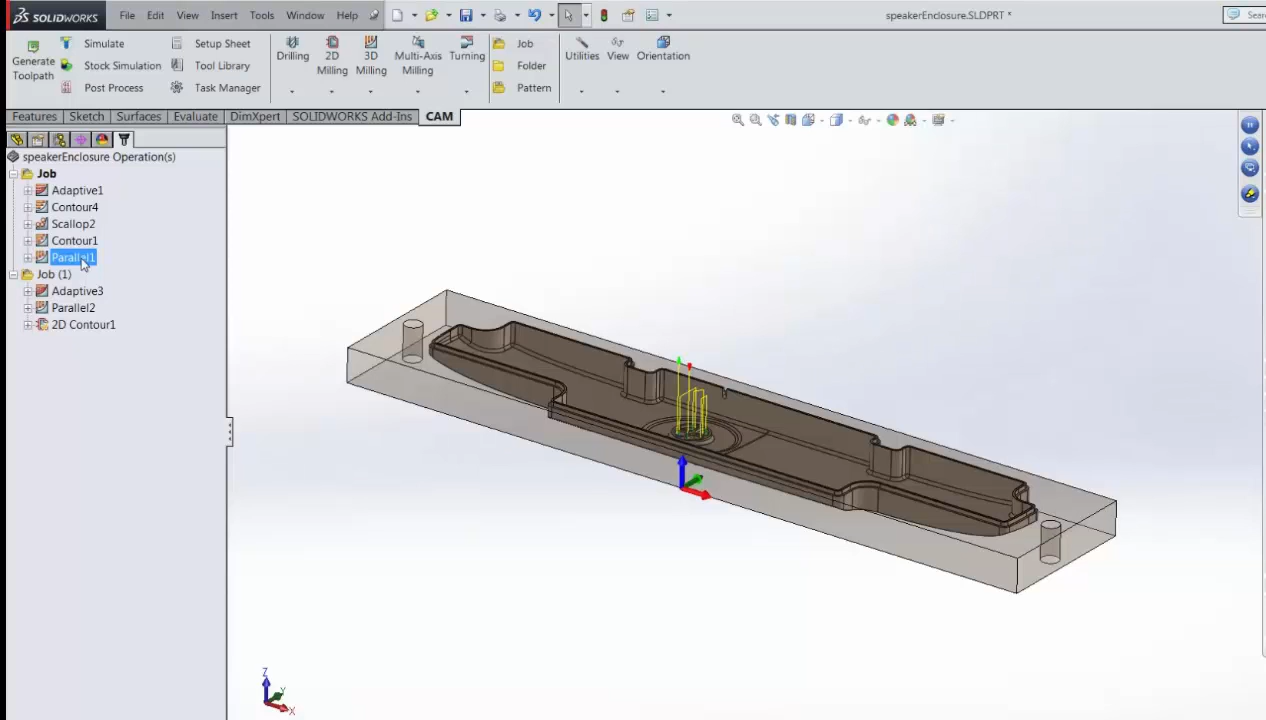 SOLIDWORKS File Edit View Insert Tools Window Help speakerEnclosure.SLDPRT * Sear
Generate Toolpath
Simulate
Stock Simulation
Post Process
Setup Sheet
Tool Library
Task Manager
Drilling
2D Milling
3D Milling
Multi-Axis Milling
Turning
Job
Folder
Pattern
Utilities
View
Orientation
Features Sketch Surfaces Evaluate DimXpert SOLIDWORKS Add-Ins CAM
speakerEnclosure Operation(s)
Job
Adaptive1
Contour4
Scallop2
Contour1
Parallel1
Job (1)
Adaptive3
Parallel2
2D Contour1
Z
Y
X